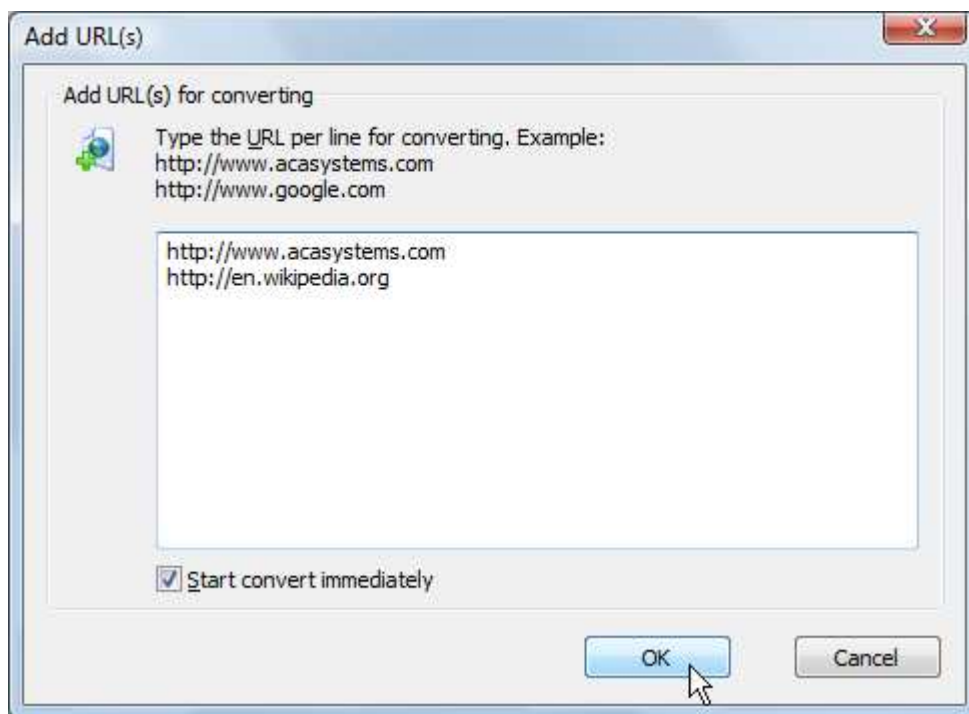 Add URL(s)
Add URL(s) for converting
Type the URL per line for converting. Example:
http://www.acasystems.com
http://www.google.com
http://www.acasystems.com
http://en.wikipedia.org
Start convert immediately
OK
Cancel